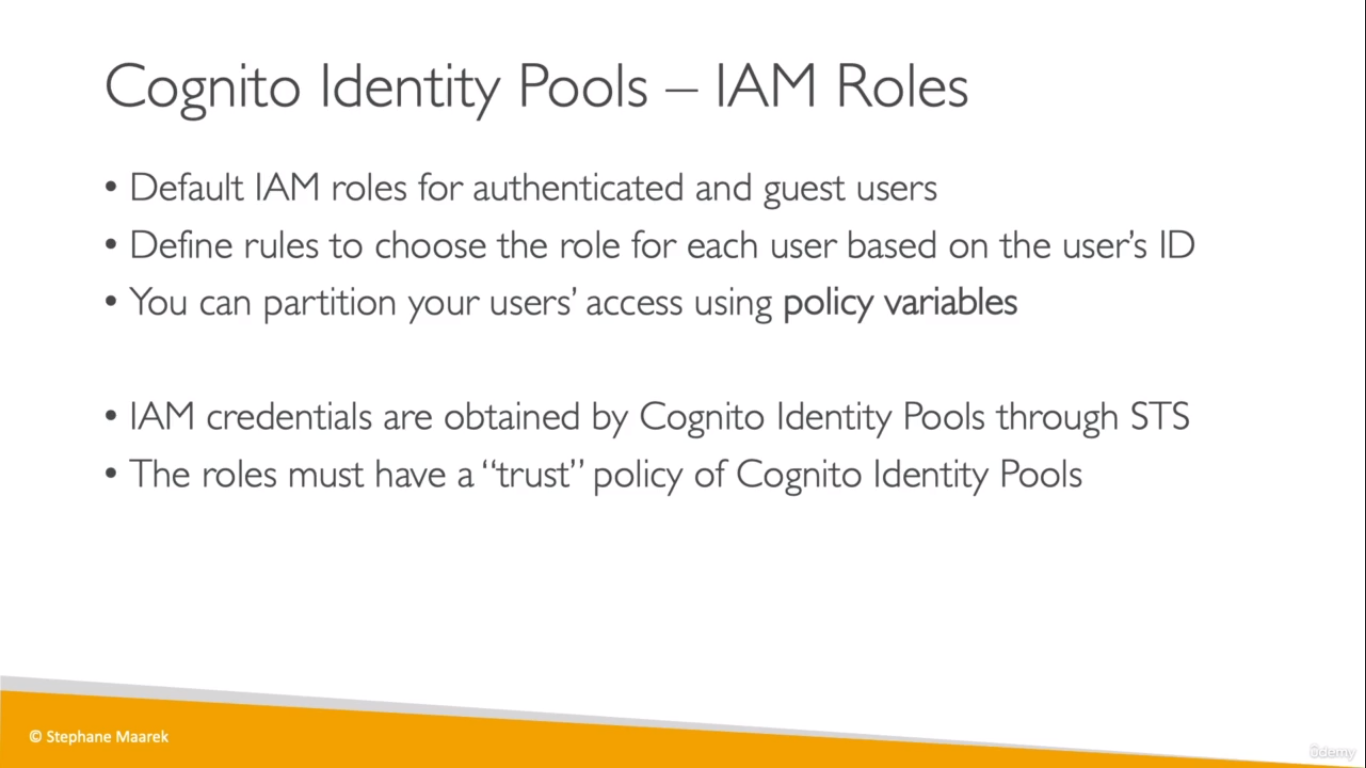 Cognito Identity Pools – IAM Roles
• Default IAM roles for authenticated and guest users
• Define rules to choose the role for each user based on the user’s ID
• You can partition your users’ access using policy variables
• IAM credentials are obtained by Cognito Identity Pools through STS
• The roles must have a “trust” policy of Cognito Identity Pools
© Stephane Maarek
ûdemy